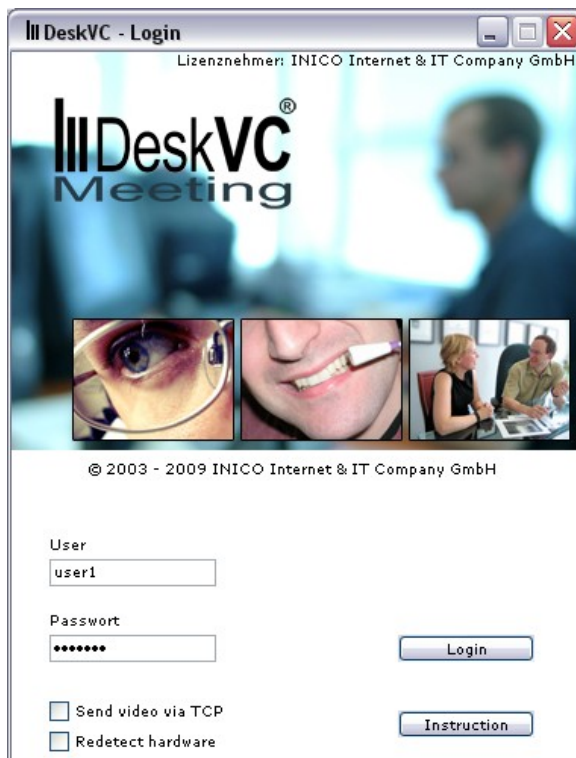 DeskVC - Login
Lizenznehmer: INICO Internet & IT Company GmbH
DeskVC®
Meeting
© 2003 - 2009 INICO Internet & IT Company GmbH
User
user1
Passwort
•••••••
Login
Send video via TCP
Instruction
Redetect hardware